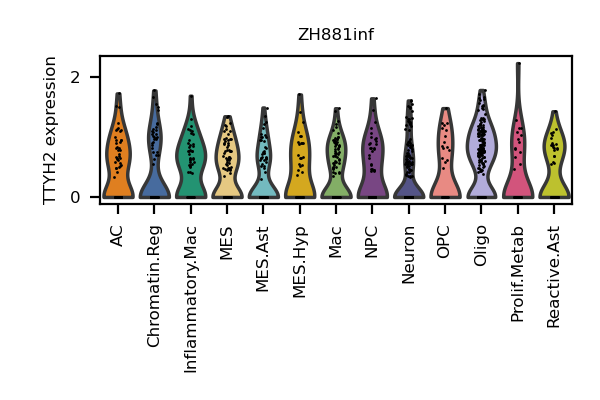 ZH881inf
TTYH2 expression
2
0
AC
Chromatin.Reg
Inflammatory.Mac
MES
MES.Ast
MES.Hyp
Mac
NPC
Neuron
OPC
Oligo
Prolif.Metab
Reactive.Ast